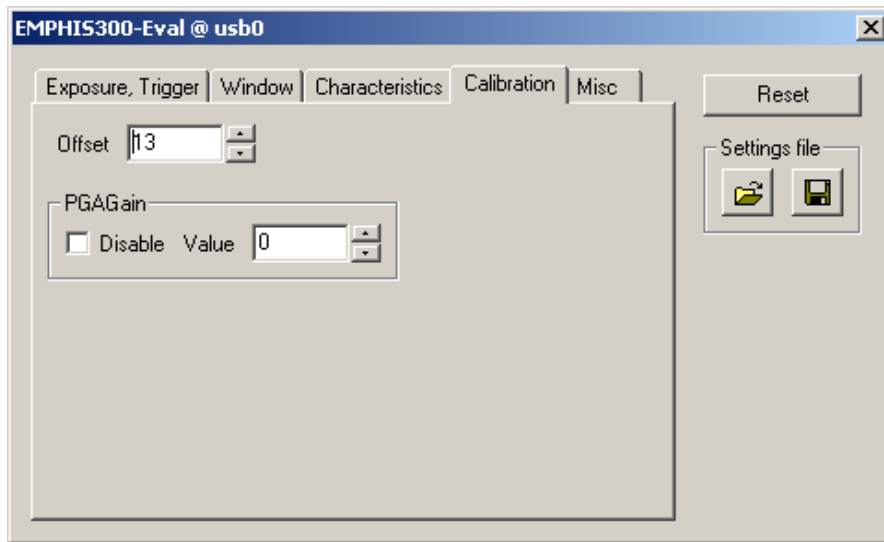 EMPHIS300-Eval @ usb0
Exposure, Trigger Window Characteristics Calibration Misc
Reset
Offset 13
Settings file
PGAGain
Disable Value 0